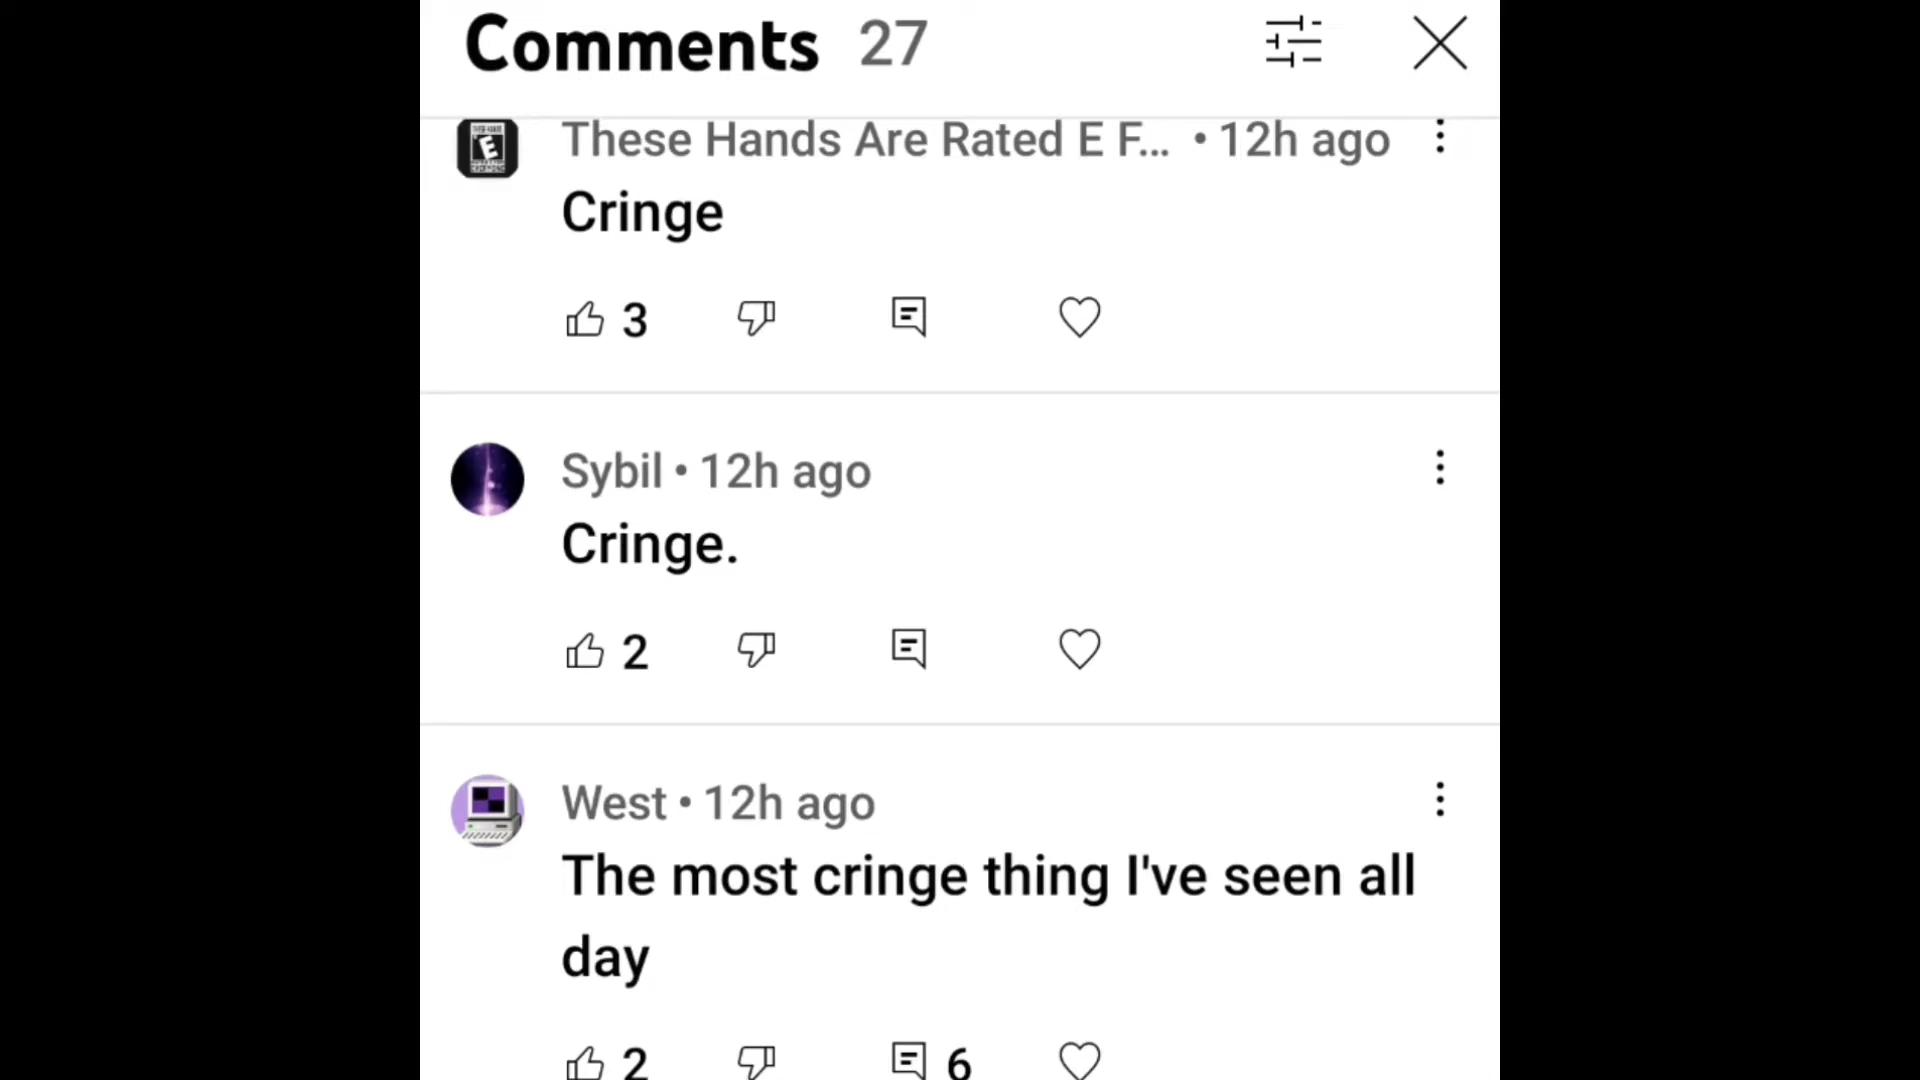 Comments 27
These Hands Are Rated E F... • 12h ago
Cringe
3
Sybil • 12h ago
Cringe.
2
West • 12h ago
The most cringe thing I've seen all
day
2 6